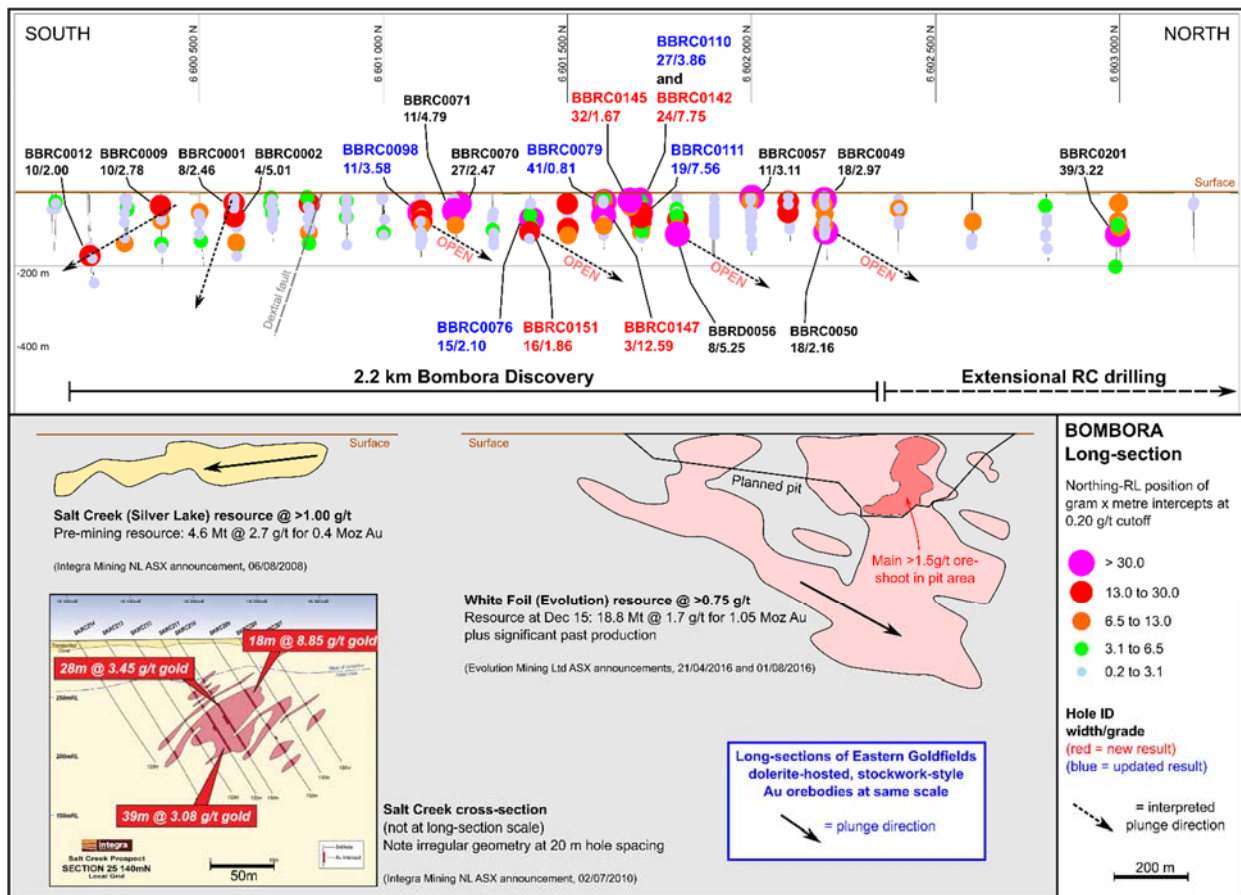 SOUTH
NORTH
6 600 500 N
6 601 000 N
6 601 500 N
6 602 000 N
6 602 500 N
6 603 000 N
BBRC0110
27/3.86
and
BBRC0142
24/7.75
BBRC0145
32/1.67
BBRC0071
11/4.79
BBRC0012
10/2.00
BBRC0009
10/2.78
BBRC0001
8/2.46
BBRC0002
4/5.01
BBRC0098
11/3.58
BBRC0070
27/2.47
BBRC0079
41/0.81
BBRC0111
19/7.56
BBRC0057
11/3.11
BBRC0049
18/2.97
BBRC0201
39/3.22
Surface
-200 m
-400 m
Dextral fault
OPEN
OPEN
OPEN
OPEN
BBRC0076
15/2.10
BBRC0151
16/1.86
BBRC0147
3/12.59
BBRD0056
8/5.25
BBRC0050
18/2.16
2.2 km Bombora Discovery
Extensional RC drilling
Surface
Salt Creek (Silver Lake) resource @ >1.00 g/t
Pre-mining resource: 4.6 Mt @ 2.7 g/t for 0.4 Moz Au
(Integra Mining NL ASX announcement, 06/08/2008)
Surface
Planned pit
Main >1.5g/t ore-
shoot in pit area
White Foil (Evolution) resource @ >0.75 g/t
Resource at Dec 15: 18.8 Mt @ 1.7 g/t for 1.05 Moz Au
plus significant past production
(Evolution Mining Ltd ASX announcements, 21/04/2016 and 01/08/2016)
18m @ 8.85 g/t gold
28m @ 3.45 g/t gold
39m @ 3.08 g/t gold
250mRL
200mRL
150mRL
integra
Salt Creek Prospect
SECTION 25 140mN
Local Grid
50m
Salt Creek cross-section
(not at long-section scale)
Note irregular geometry at 20 m hole spacing
(Integra Mining NL ASX announcement, 02/07/2010)
Long-sections of Eastern Goldfields
dolerite-hosted, stockwork-style
Au orebodies at same scale
= plunge direction
BOMBORA
Long-section
Northing-RL position of
gram x metre intercepts at
0.20 g/t cutoff
> 30.0
13.0 to 30.0
6.5 to 13.0
3.1 to 6.5
0.2 to 3.1
Hole ID
width/grade
(red = new result)
(blue = updated result)
= interpreted
plunge direction
200 m